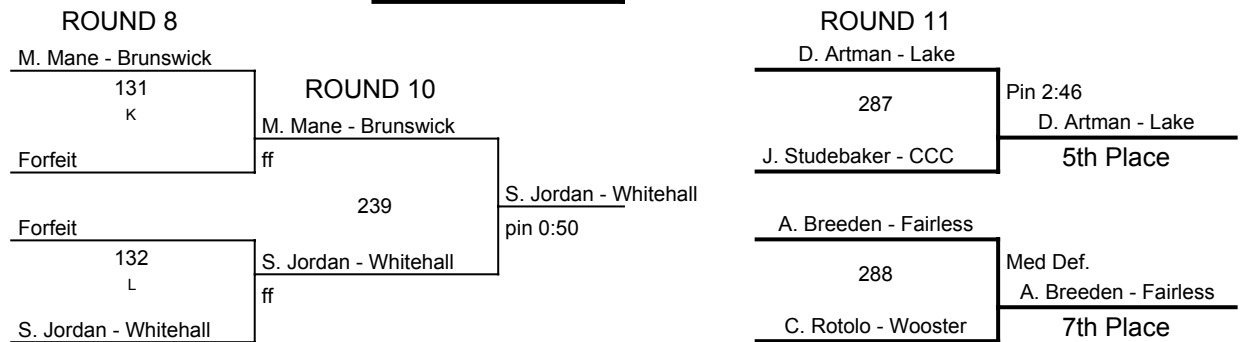 ROUND 8
M. Mane - Brunswick
131
K
Forfeit
Forfeit
132
L
S. Jordan - Whitehall
ROUND 10
M. Mane - Brunswick
ff
239
S. Jordan - Whitehall
ff
S. Jordan - Whitehall
pin 0:50
ROUND 11
D. Artman - Lake
287
J. Studebaker - CCC
Pin 2:46
D. Artman - Lake
5th Place
A. Breeden - Fairless
288
C. Rotolo - Wooster
Med Def.
A. Breeden - Fairless
7th Place